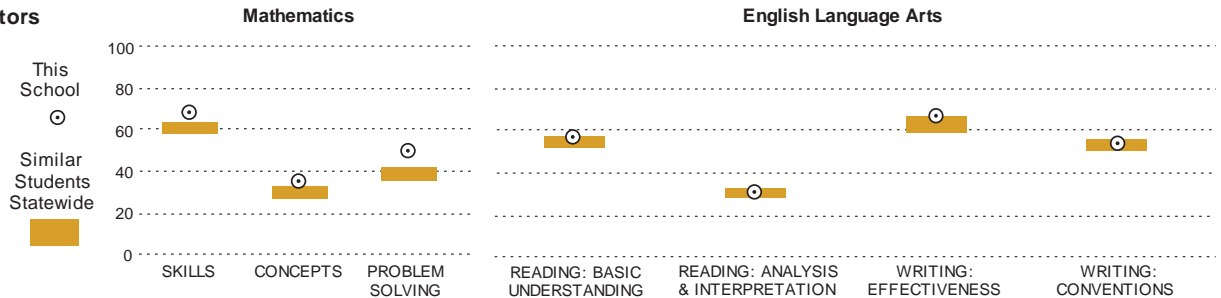 tors
Mathematics
English Language Arts
This
School
Similar
Students
Statewide
100
80
60
40
20
0
SKILLS
CONCEPTS
PROBLEM
SOLVING
READING: BASIC
UNDERSTANDING
READING: ANALYSIS
& INTERPRETATION
WRITING:
EFFECTIVENESS
WRITING:
CONVENTIONS